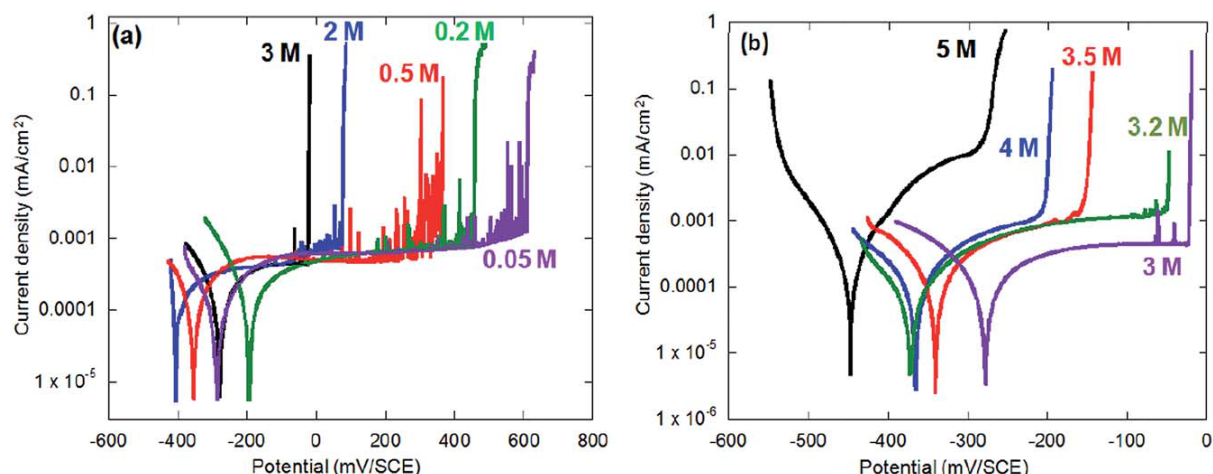 (a)
3 M
2 M
0.2 M
0.5 M
0.05 M
1
0.1
0.01
0.001
0.0001
1 x 10-5
Current density (mA/cm2)
-600 -400 -200 0 200 400 600 800
Potential (mV/SCE)
(b)
5 M
3.5 M
4 M
3.2 M
3 M
1
0.1
0.01
0.001
0.0001
1 x 10-5
1 x 10-6
Current density (mA/cm2)
-600 -500 -400 -300 -200 -100 0
Potential (mV/SCE)